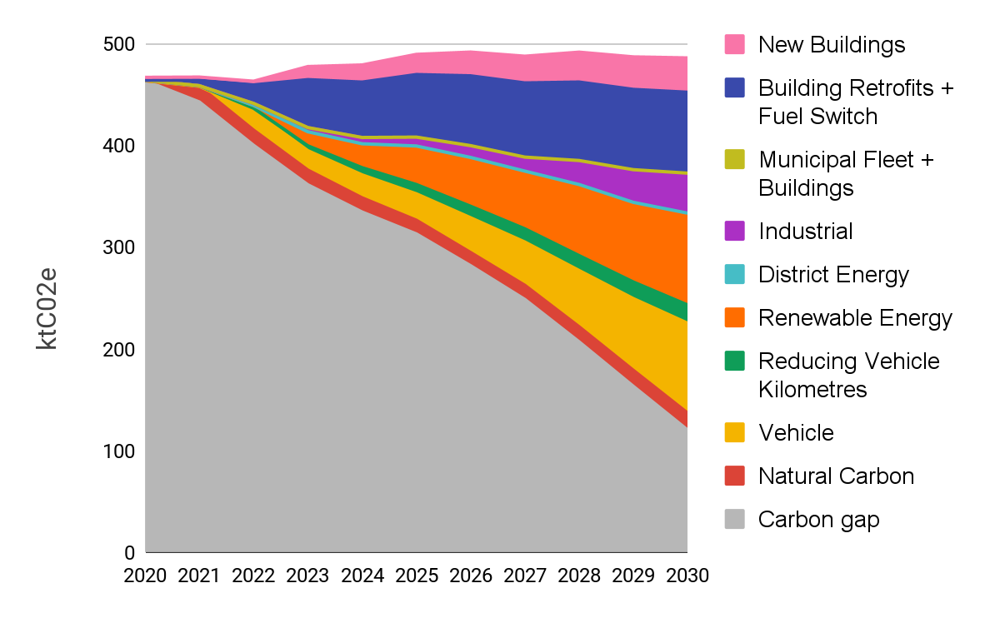 500
400
300
200
100
0
ktC02e
2020 2021 2022 2023 2024 2025 2026 2027 2028 2029 2030
New Buildings
Building Retrofits +
Fuel Switch
Municipal Fleet +
Buildings
Industrial
District Energy
Renewable Energy
Reducing Vehicle
Kilometres
Vehicle
Natural Carbon
Carbon gap